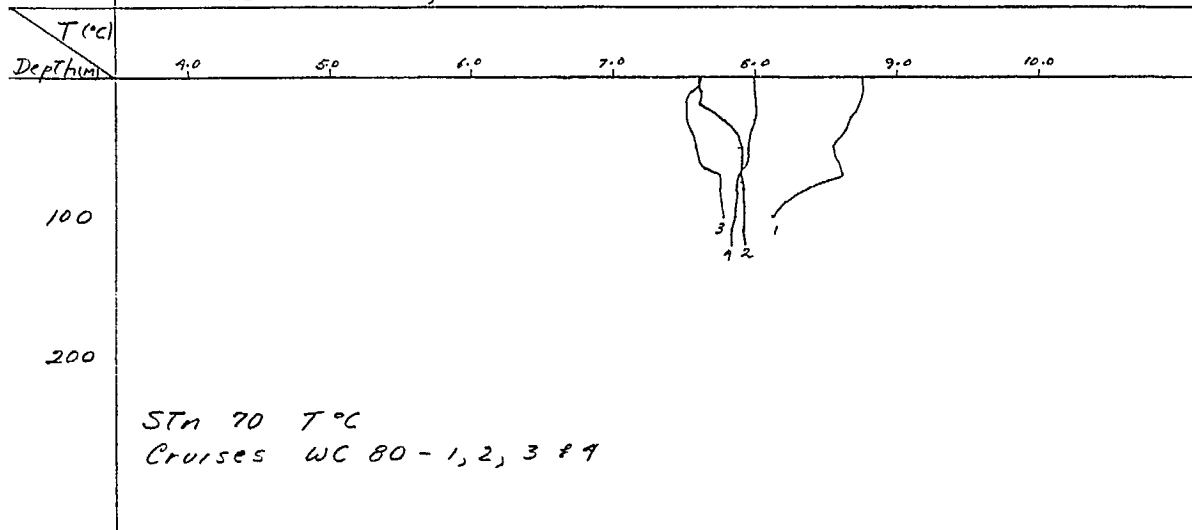 T (°C)
Depth (M) 4.0 5.0 6.0 7.0 8.0 9.0 10.0
100
3 1
4 2
200
STn 70 T °C
Cruises WC 80 - 1, 2, 3 & 4